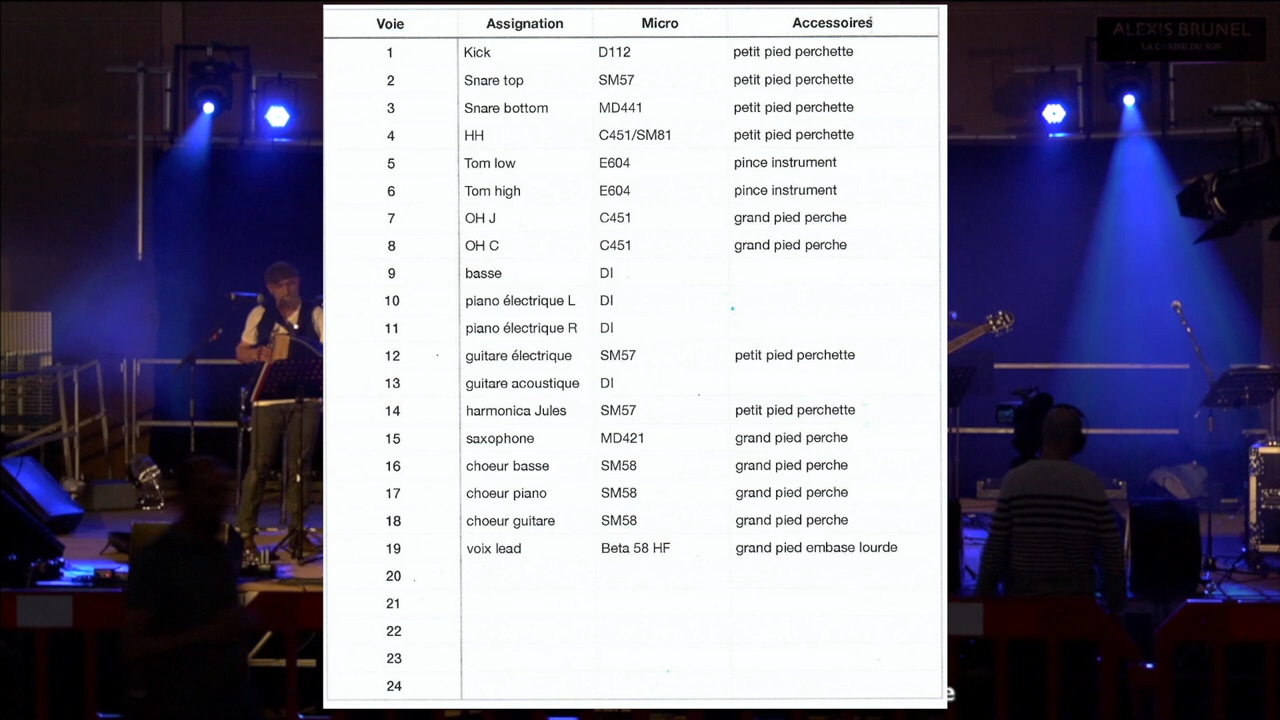 ALEXIS BRUNEL
LA CHAINE DU SON
Voie Assignation Micro Accessoires
1 Kick D112 petit pied perchette
2 Snare top SM57 petit pied perchette
3 Snare bottom MD441 petit pied perchette
4 HH C451/SM81 petit pied perchette
5 Tom low E604 pince instrument
6 Tom high E604 pince instrument
7 OH J C451 grand pied perche
8 OH C C451 grand pied perche
9 basse DI
10 piano électrique L DI
11 piano électrique R DI
12 guitare électrique SM57 petit pied perchette
13 guitare acoustique DI
14 harmonica Jules SM57 petit pied perchette
15 saxophone MD421 grand pied perche
16 choeur basse SM58 grand pied perche
17 choeur piano SM58 grand pied perche
18 choeur guitare SM58 grand pied perche
19 voix lead Beta 58 HF grand pied embase lourde
20
21
22
23
24